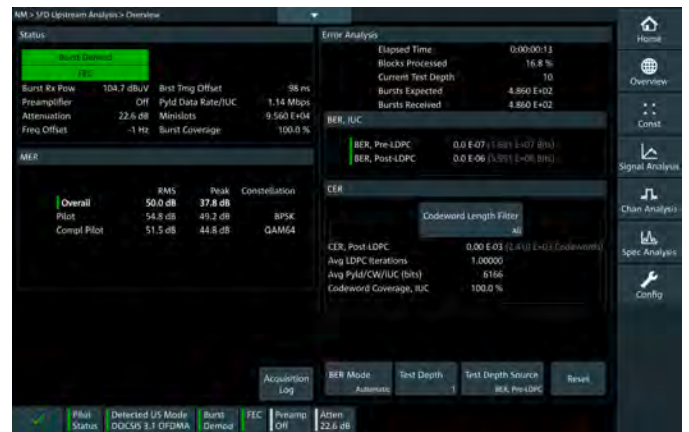 NM > SFD Upstream Analysis > Overview
Status
Burst Demod
FEC
Burst Rx Pow 104.7 dBuV Brst Tmg Offset 98 ns
Preamplifier Off Pyld Data Rate/IUC 1.14 Mbps
Attenuation 22.6 dB Minislots 9.560 E+04
Freq Offset -1 Hz Burst Coverage 100.0 %
MER
RMS Peak Constellation
Overall 50.0 dB 37.8 dB
Pilot 54.8 dB 49.2 dB BPSK
Compl Pilot 51.5 dB 44.8 dB QAM64
Acquisition
Log
Error Analysis
Elapsed Time 0:00:00:13
Blocks Processed 16.8 %
Current Test Depth 10
Bursts Expected 4.860 E+02
Bursts Received 4.860 E+02
BER, IUC
BER, Pre-LDPC 0.0 E-07
BER, Post-LDPC 0.0 E-06
CER
Codeword Length Filter
All
CER, Post-LDPC 0.00 E-03
Avg LDPC Iterations 1.00000
Avg Pyld/CW/IUC (bits) 6166
Codeword Coverage, IUC 100.0 %
BER Mode
Automatic
Test Depth
1
Test Depth Source
BER, Pre-LDPC
Reset
Home
Overview
Const
Signal Analysis
Chan Analysis
Spec Analysis
Config
Pilot
Status
Detected US Mode
DOCSIS 3.1 OFDMA
Burst
Demod
FEC
Preamp
Off
Atten
22.6 dB